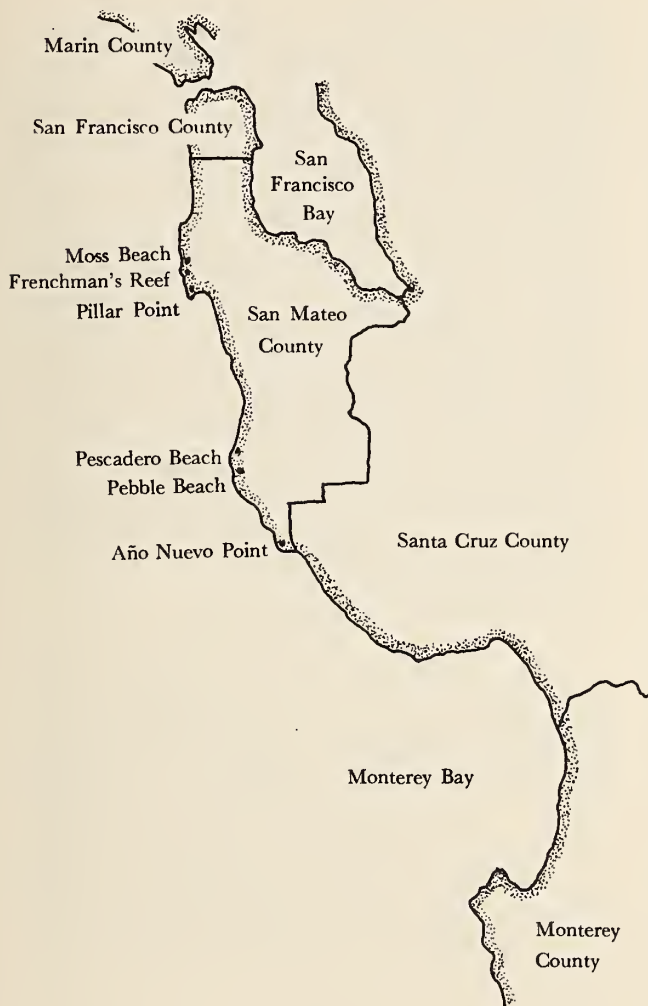 Marin County
San Francisco County
San
Francisco
Bay
Moss Beach
Frenchman's Reef
Pillar Point
San Mateo
County
Pescadero Beach
Pebble Beach
Año Nuevo Point
Santa Cruz County
Monterey Bay
Monterey
County